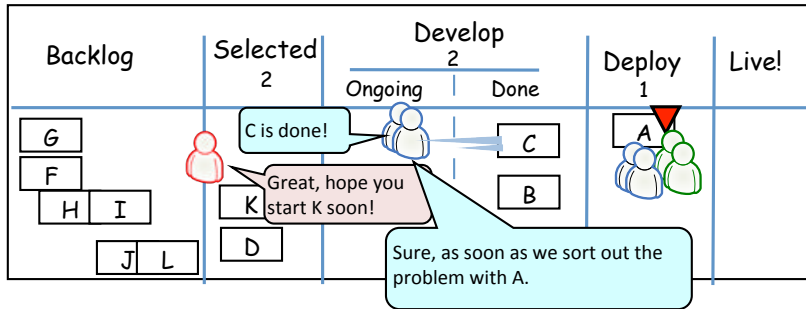 Backlog
Selected
2
Develop
2
Ongoing
Done
Deploy
1
Live!
G
F
H
I
J
L
C is done!
Great, hope you
start K soon!
K
D
C
B
A
Sure, as soon as we sort out the
problem with A.